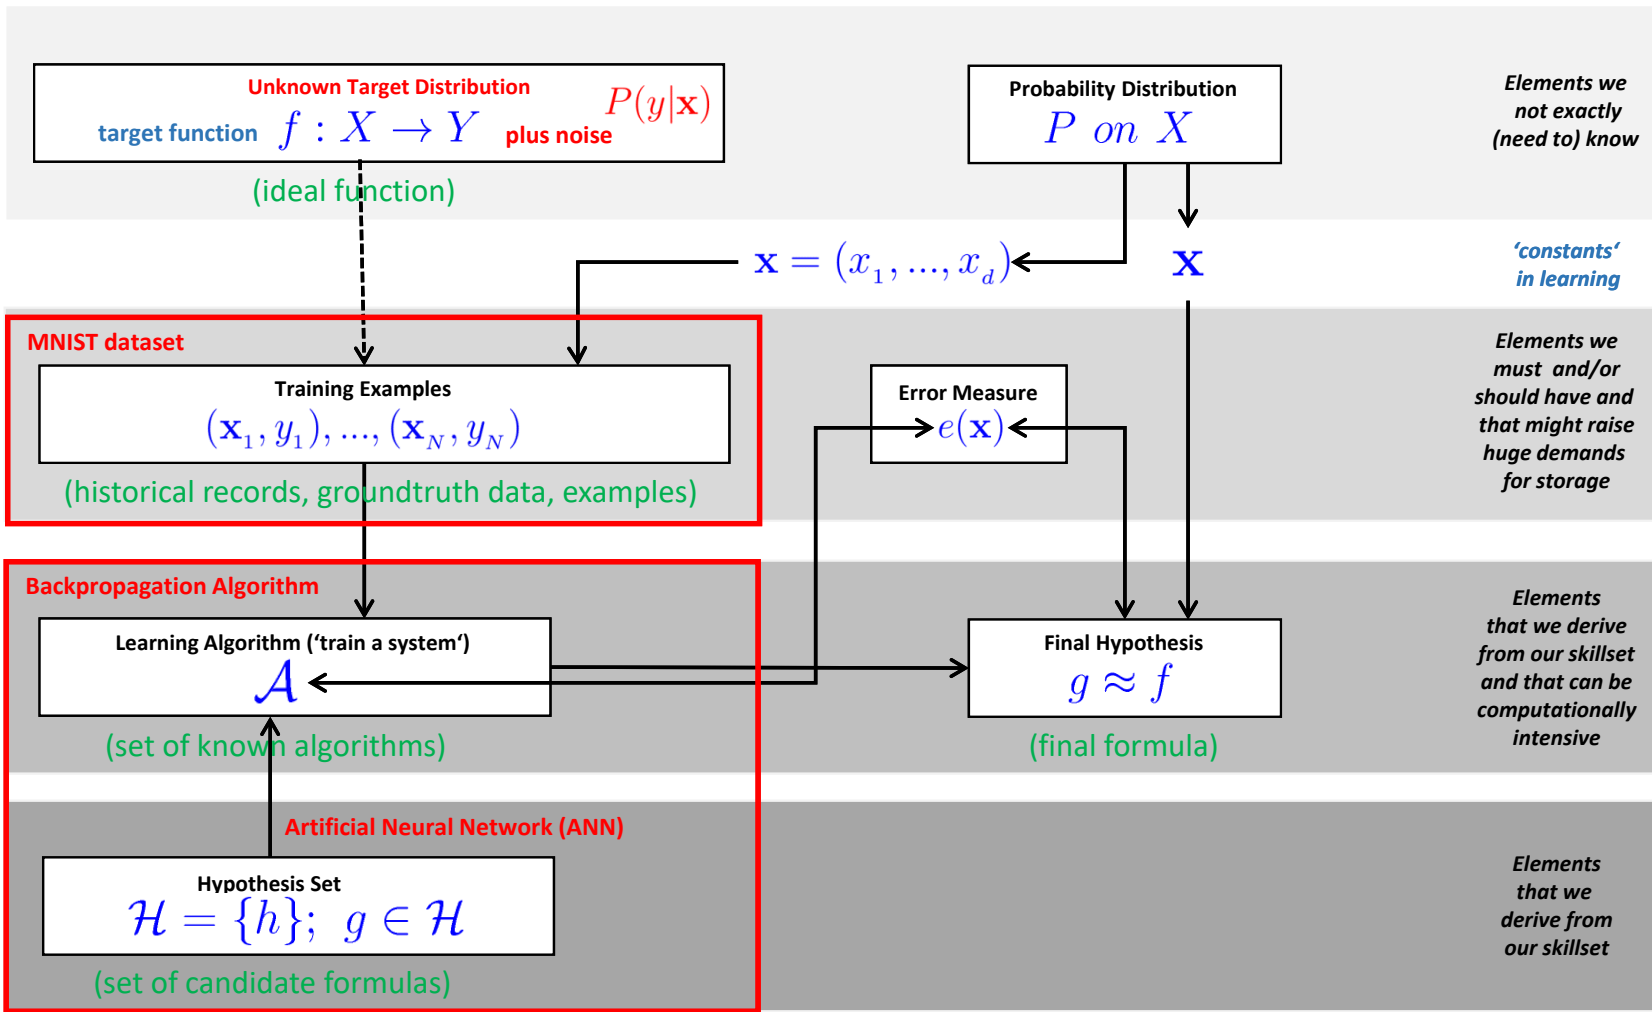 Unknown Target Distribution
target function f : X → Y plus noise P(y|x)
(ideal function)
Probability Distribution
P on X
Elements we
not exactly
(need to) know
x = (x₁, ..., x_d)
x
‘constants‘
in learning
MNIST dataset
Training Examples
(x₁, y₁), ..., (x_N, y_N)
(historical records, groundtruth data, examples)
Error Measure
e(x)
Elements we
must and/or
should have and
that might raise
huge demands
for storage
Backpropagation Algorithm
Learning Algorithm (‘train a system‘)
𝒜
(set of known algorithms)
Final Hypothesis
g ≈ f
(final formula)
Elements
that we derive
from our skillset
and that can be
computationally
intensive
Artificial Neural Network (ANN)
Hypothesis Set
ℋ = {h}; g ∈ ℋ
(set of candidate formulas)
Elements
that we
derive from
our skillset